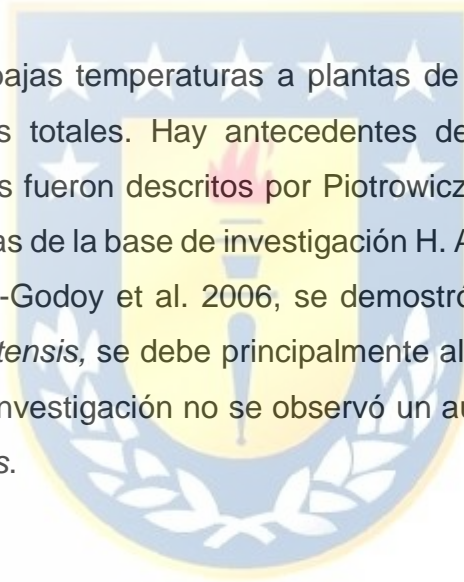 bajas temperaturas a plantas de
s totales. Hay antecedentes de
s fueron descritos por Piotrowicz
as de la base de investigación H. A
-Godoy et al. 2006, se demostró
tensis, se debe principalmente al
investigación no se observó un au
s.